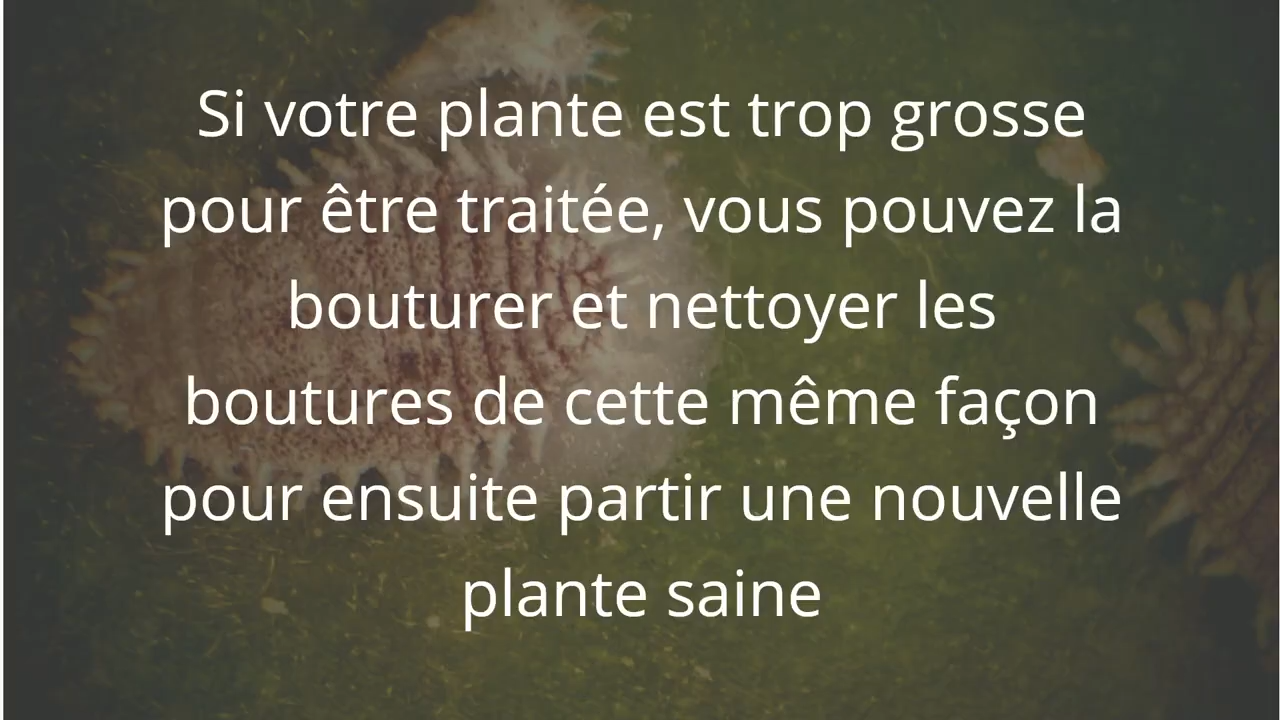 Si votre plante est trop grosse
pour être traitée, vous pouvez la
bouturer et nettoyer les
boutures de cette même façon
pour ensuite partir une nouvelle
plante saine